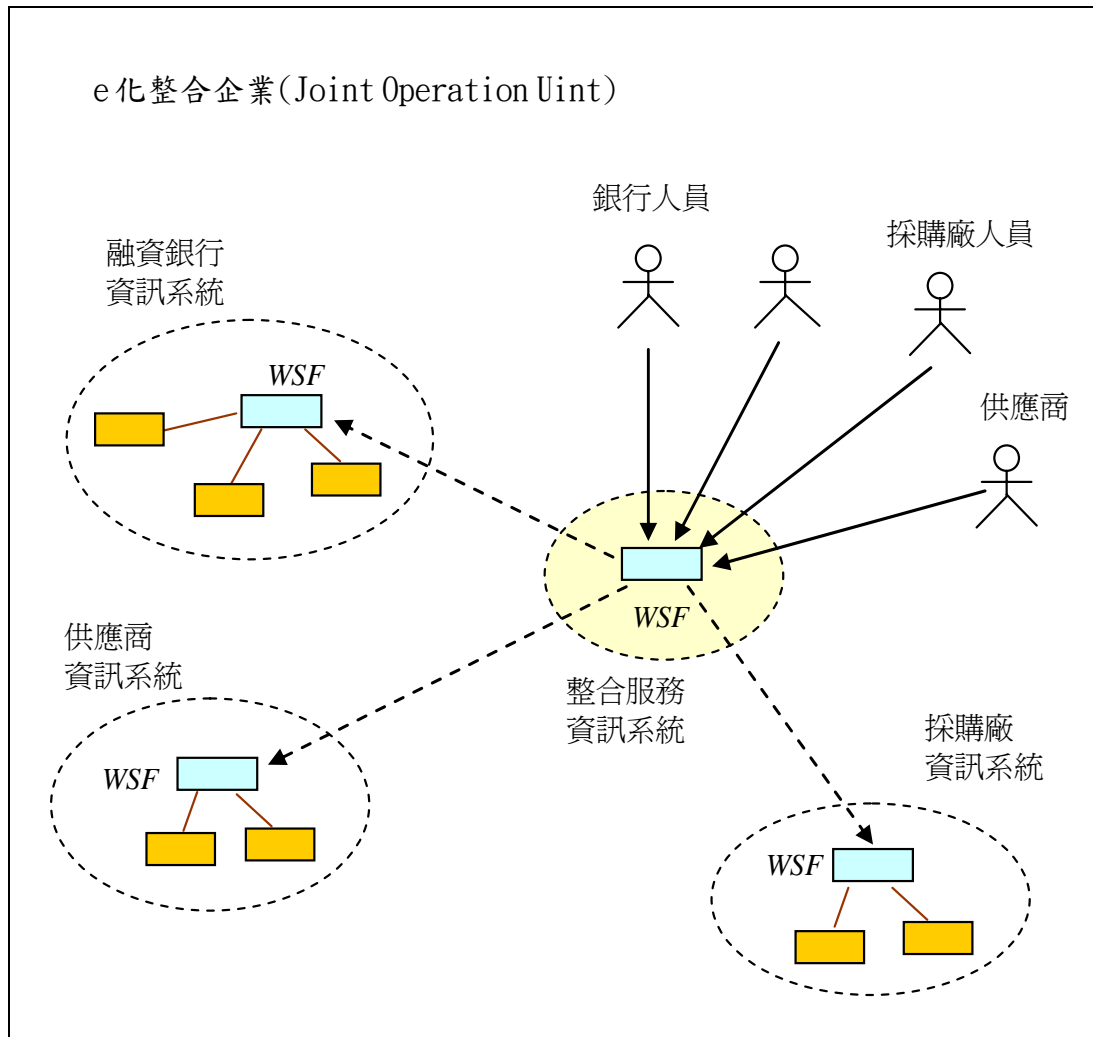 e化整合企業(Joint Operation Uint)
銀行人員
採購廠人員
融資銀行
資訊系統
WSF
供應商
WSF
供應商
資訊系統
整合服務
資訊系統
採購廠
資訊系統
WSF
WSF